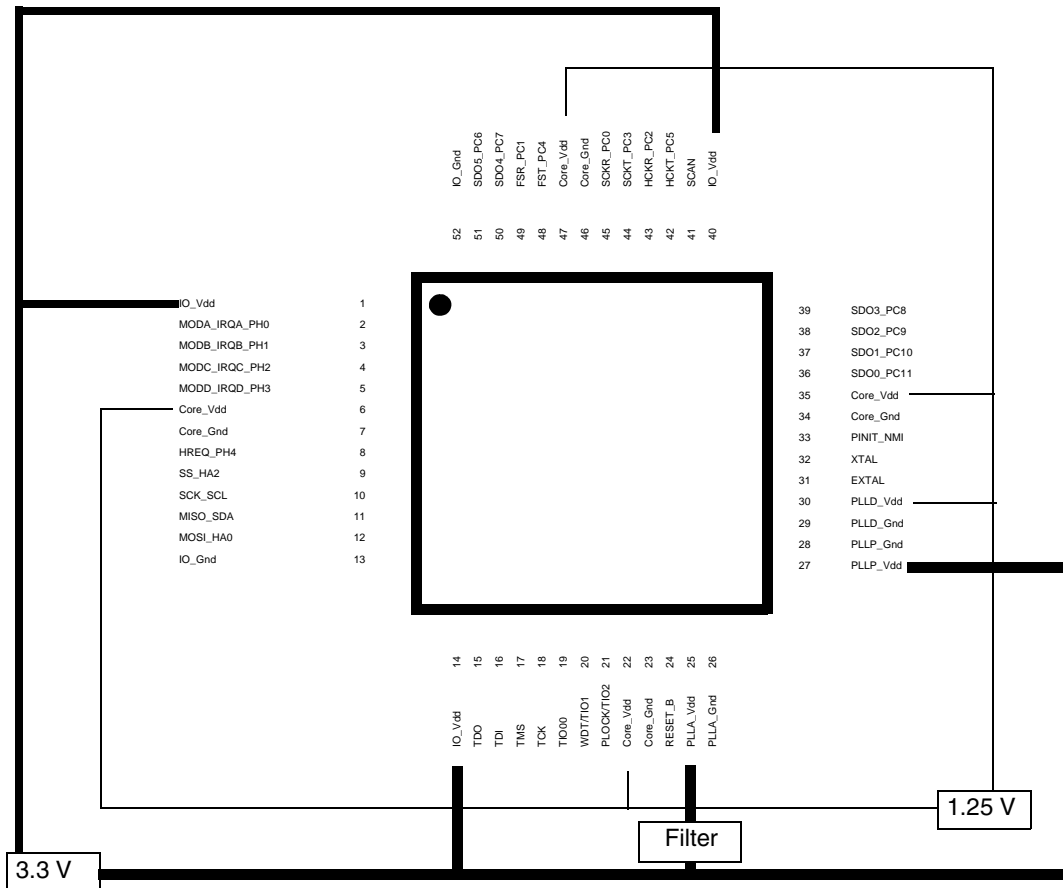 IO_Gnd
SDO5_PC6
SDO4_PC7
FSR_PC1
FST_PC4
Core_Vdd
Core_Gnd
SCKR_PC0
SCKT_PC3
HCKR_PC2
HCKT_PC5
SCAN
IO_Vdd
52
51
50
49
48
47
46
45
44
43
42
41
40
IO_Vdd 1
MODA_IRQA_PH0 2
MODB_IRQB_PH1 3
MODC_IRQC_PH2 4
MODD_IRQD_PH3 5
Core_Vdd 6
Core_Gnd 7
HREQ_PH4 8
SS_HA2 9
SCK_SCL 10
MISO_SDA 11
MOSI_HA0 12
IO_Gnd 13
39 SDO3_PC8
38 SDO2_PC9
37 SDO1_PC10
36 SDO0_PC11
35 Core_Vdd
34 Core_Gnd
33 PINIT_NMI
32 XTAL
31 EXTAL
30 PLLD_Vdd
29 PLLD_Gnd
28 PLLP_Gnd
27 PLLP_Vdd
14
15
16
17
18
19
20
21
22
23
24
25
26
IO_Vdd
TDO
TDI
TMS
TCK
TIO00
WDT/TIO1
PLOCK/TIO2
Core_Vdd
Core_Gnd
RESET_B
PLLA_Vdd
PLLA_Gnd
1.25 V
Filter
3.3 V